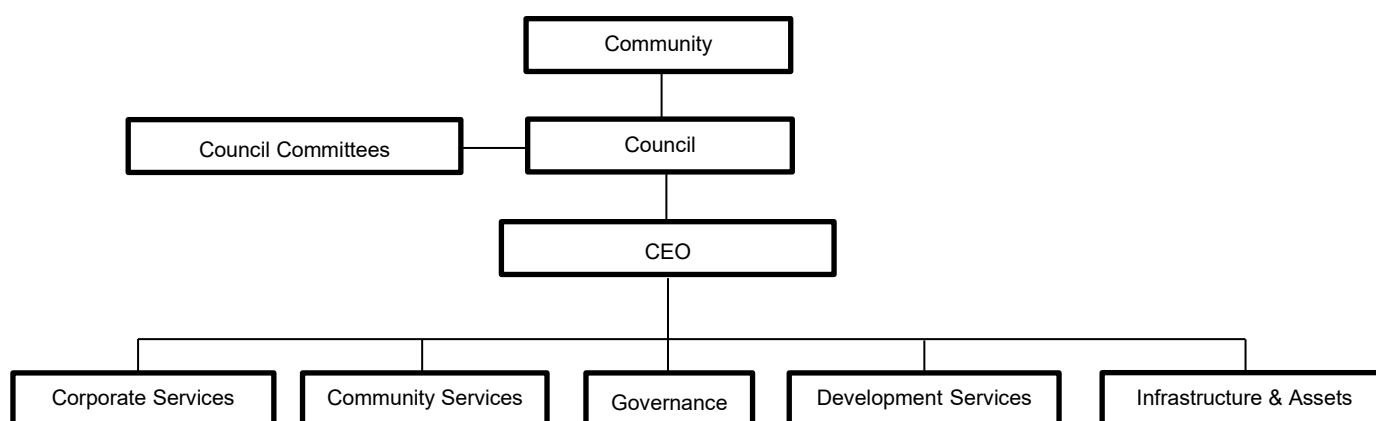 Community
Council Committees
Council
CEO
Corporate Services
Community Services
Governance
Development Services
Infrastructure & Assets